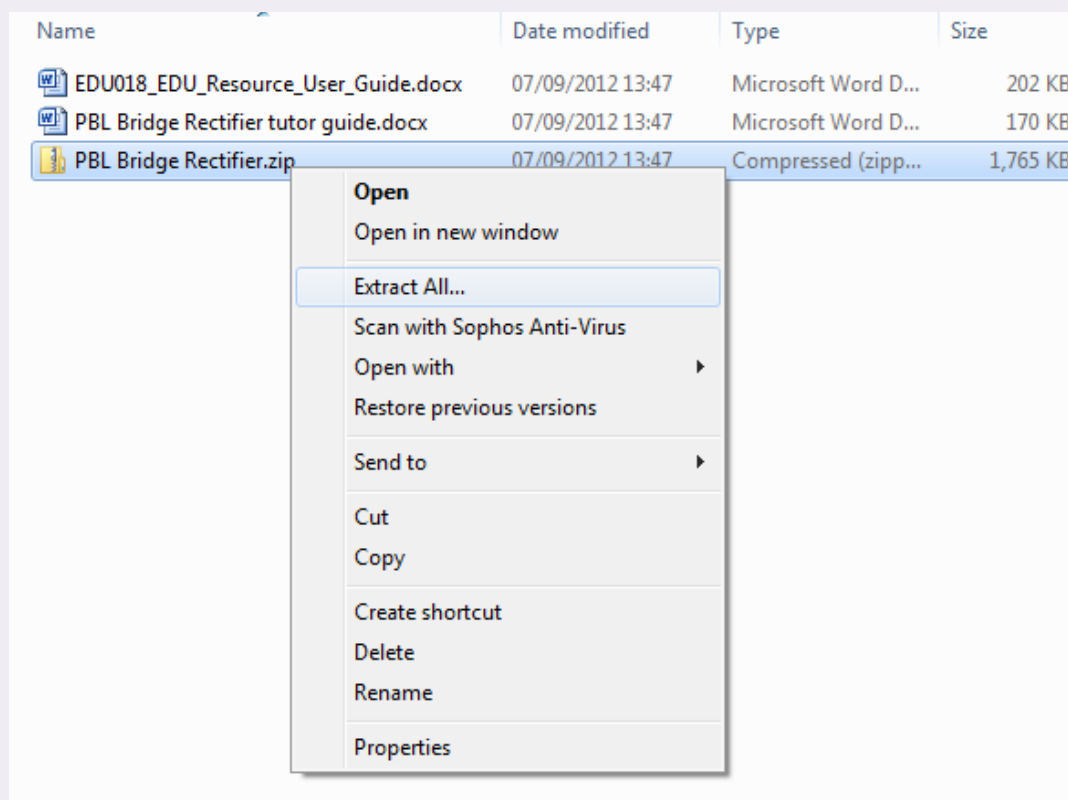 Name Date modified Type Size
EDU018_EDU_Resource_User_Guide.docx 07/09/2012 13:47 Microsoft Word D... 202 KB
PBL Bridge Rectifier tutor guide.docx 07/09/2012 13:47 Microsoft Word D... 170 KB
PBL Bridge Rectifier.zip 07/09/2012 13:47 Compressed (zipp... 1,765 KB
Open
Open in new window
Extract All...
Scan with Sophos Anti-Virus
Open with
Restore previous versions
Send to
Cut
Copy
Create shortcut
Delete
Rename
Properties